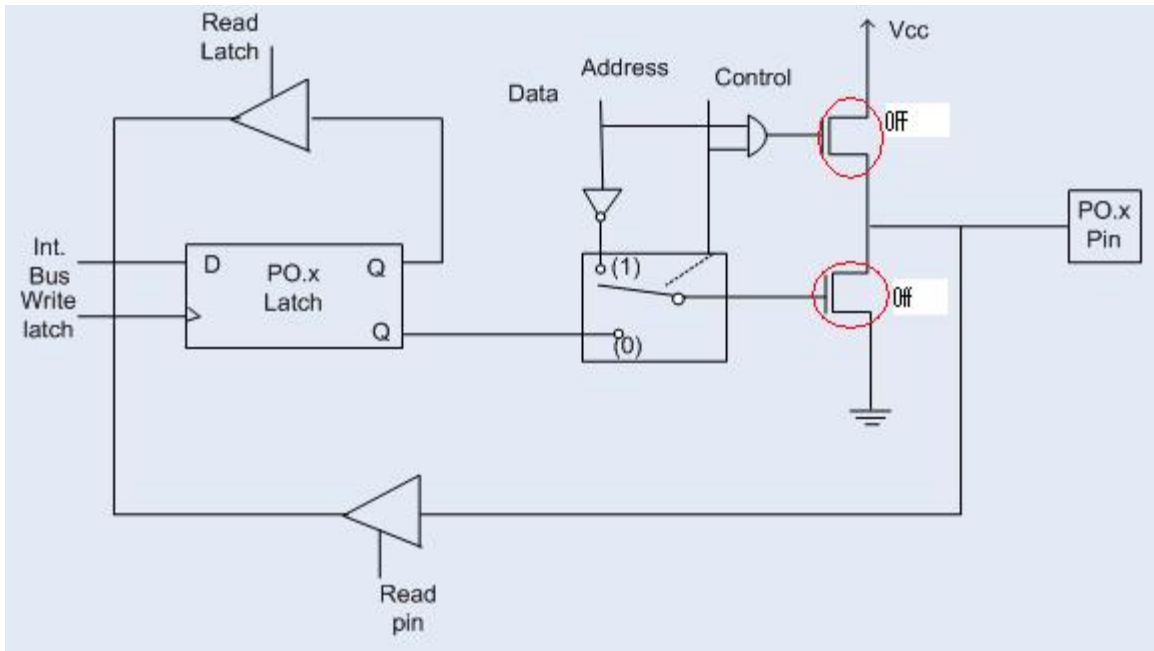 Read
Latch
Address
Data
Control
Vcc
0FF
PO.x
Pin
Int.
Bus
Write
latch
D
PO.x
Latch
Q
Q
(1)
(0)
Off
Read
pin